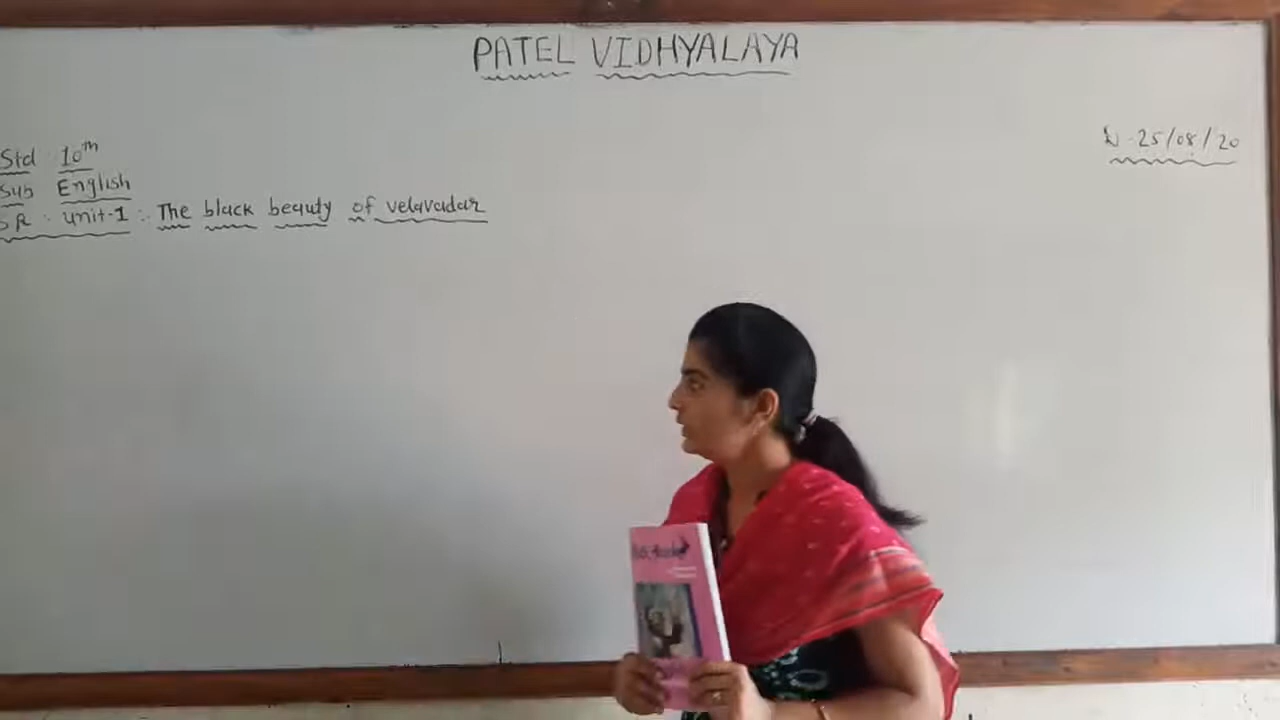 PATEL VIDHYALAYA
D-25/08/20
Std 10th
Sub English
SR. unit-1 :- The black beauty of velavadar